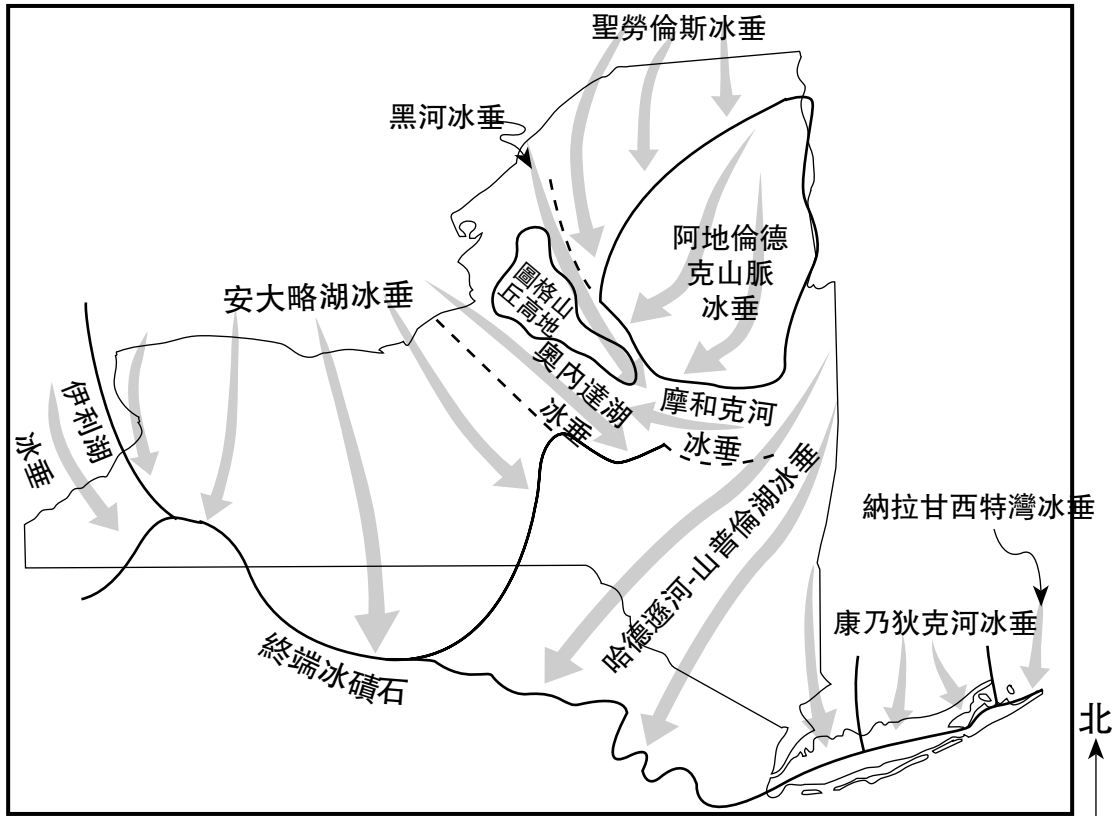 聖勞倫斯冰垂
黑河冰垂
阿地倫德
克山脈
冰垂
圖格山
丘高地
安大略湖冰垂
奧內達湖
冰垂
摩和克河
冰垂
伊利湖
冰垂
哈德遜河-山普倫湖冰垂
納拉甘西特灣冰垂
康乃狄克河冰垂
終端冰磧石
北